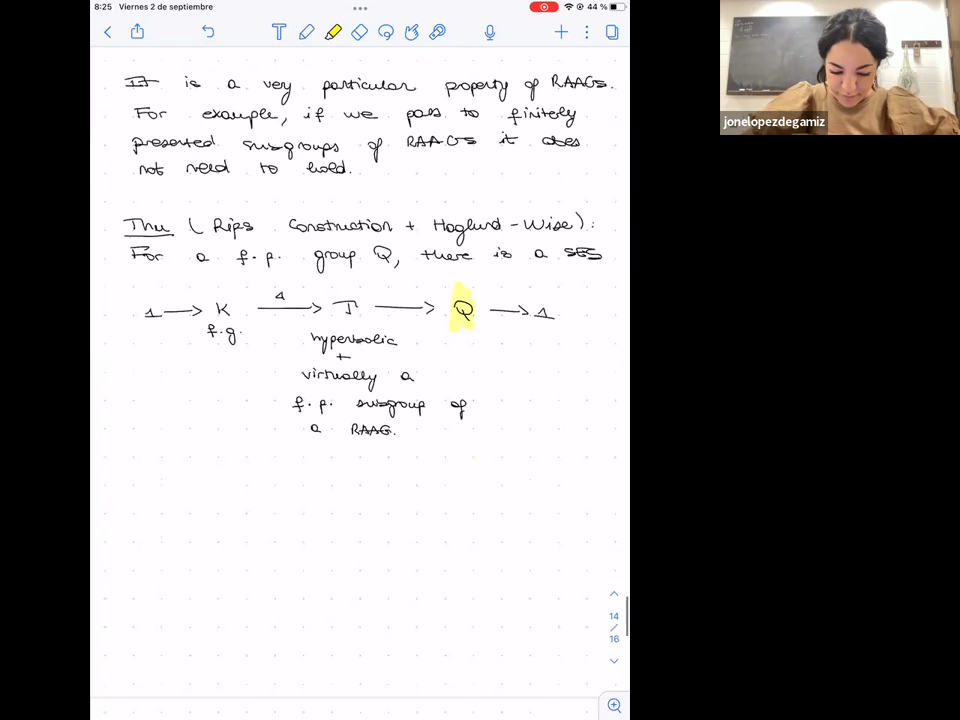 8:25 Viernes 2 de septiembre
44 %
It is a very particular property of RAAGs.
For example, if we pass to finitely
presented subgroups of RAAGs it does
not need to hold.
Thm (Rips Construction + Haglund-Wise):
For a f.p. group Q, there is a SES
1 → K →◁ Γ → Q → 1
f.g.
hyperbolic
+
virtually a
f.p. subgroup of
a RAAG.
14
/
16
jonelopezdegamiz